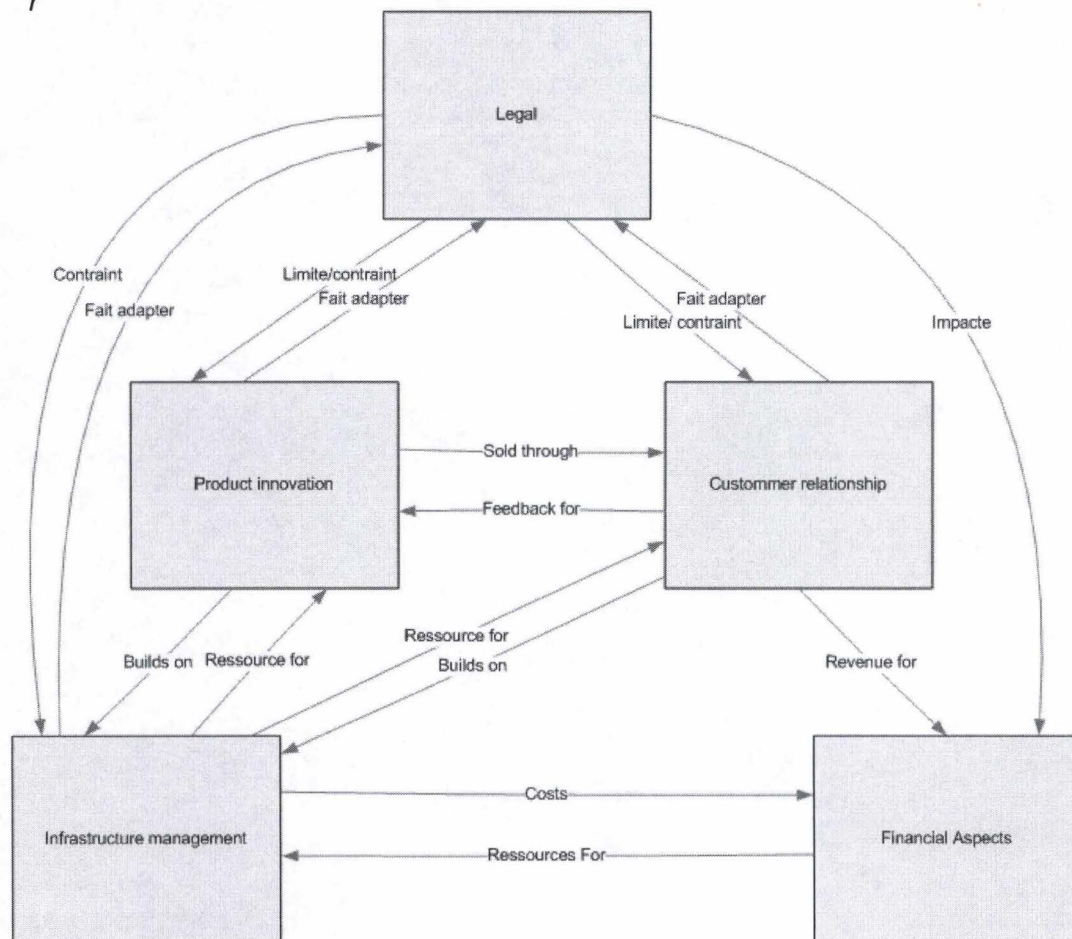 Legal
Contraint
Limite/contraint
Fait adapter
Fait adapter
Fait adapter
Limite/ contraint
Impacte
Sold through
Product innovation
Custommer relationship
Feedback for
Ressource for
Builds on
Ressource for
Builds on
Revenue for
Costs
Infrastructure management
Financial Aspects
Ressources For